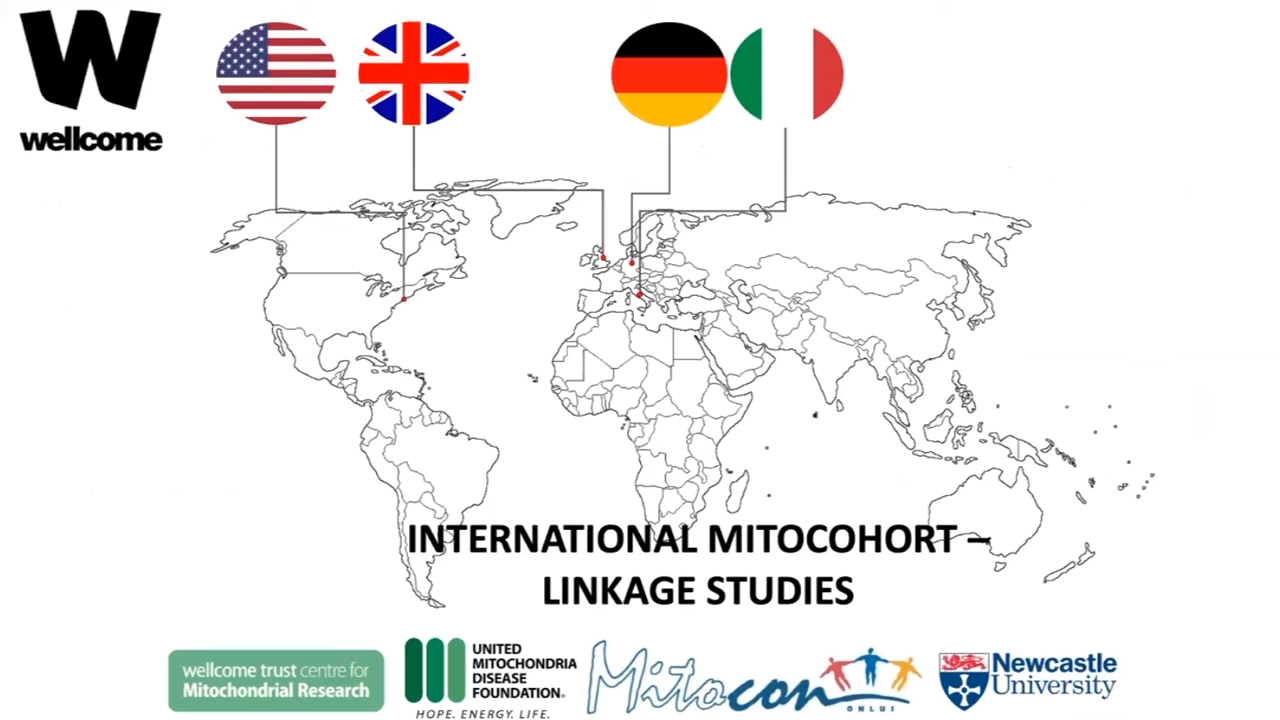 wellcome
INTERNATIONAL MITOCOHORT –
LINKAGE STUDIES
wellcome trust centre for
Mitochondrial Research
UNITED
MITOCHONDRIA
DISEASE
FOUNDATION®
HOPE. ENERGY. LIFE.
Mitocon
ONLUS
Newcastle
University